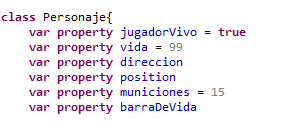 class Personaje{
var property jugadorVivo = true
var property vida = 99
var property direccion
var property position
var property municiones = 15
var property barraDeVida